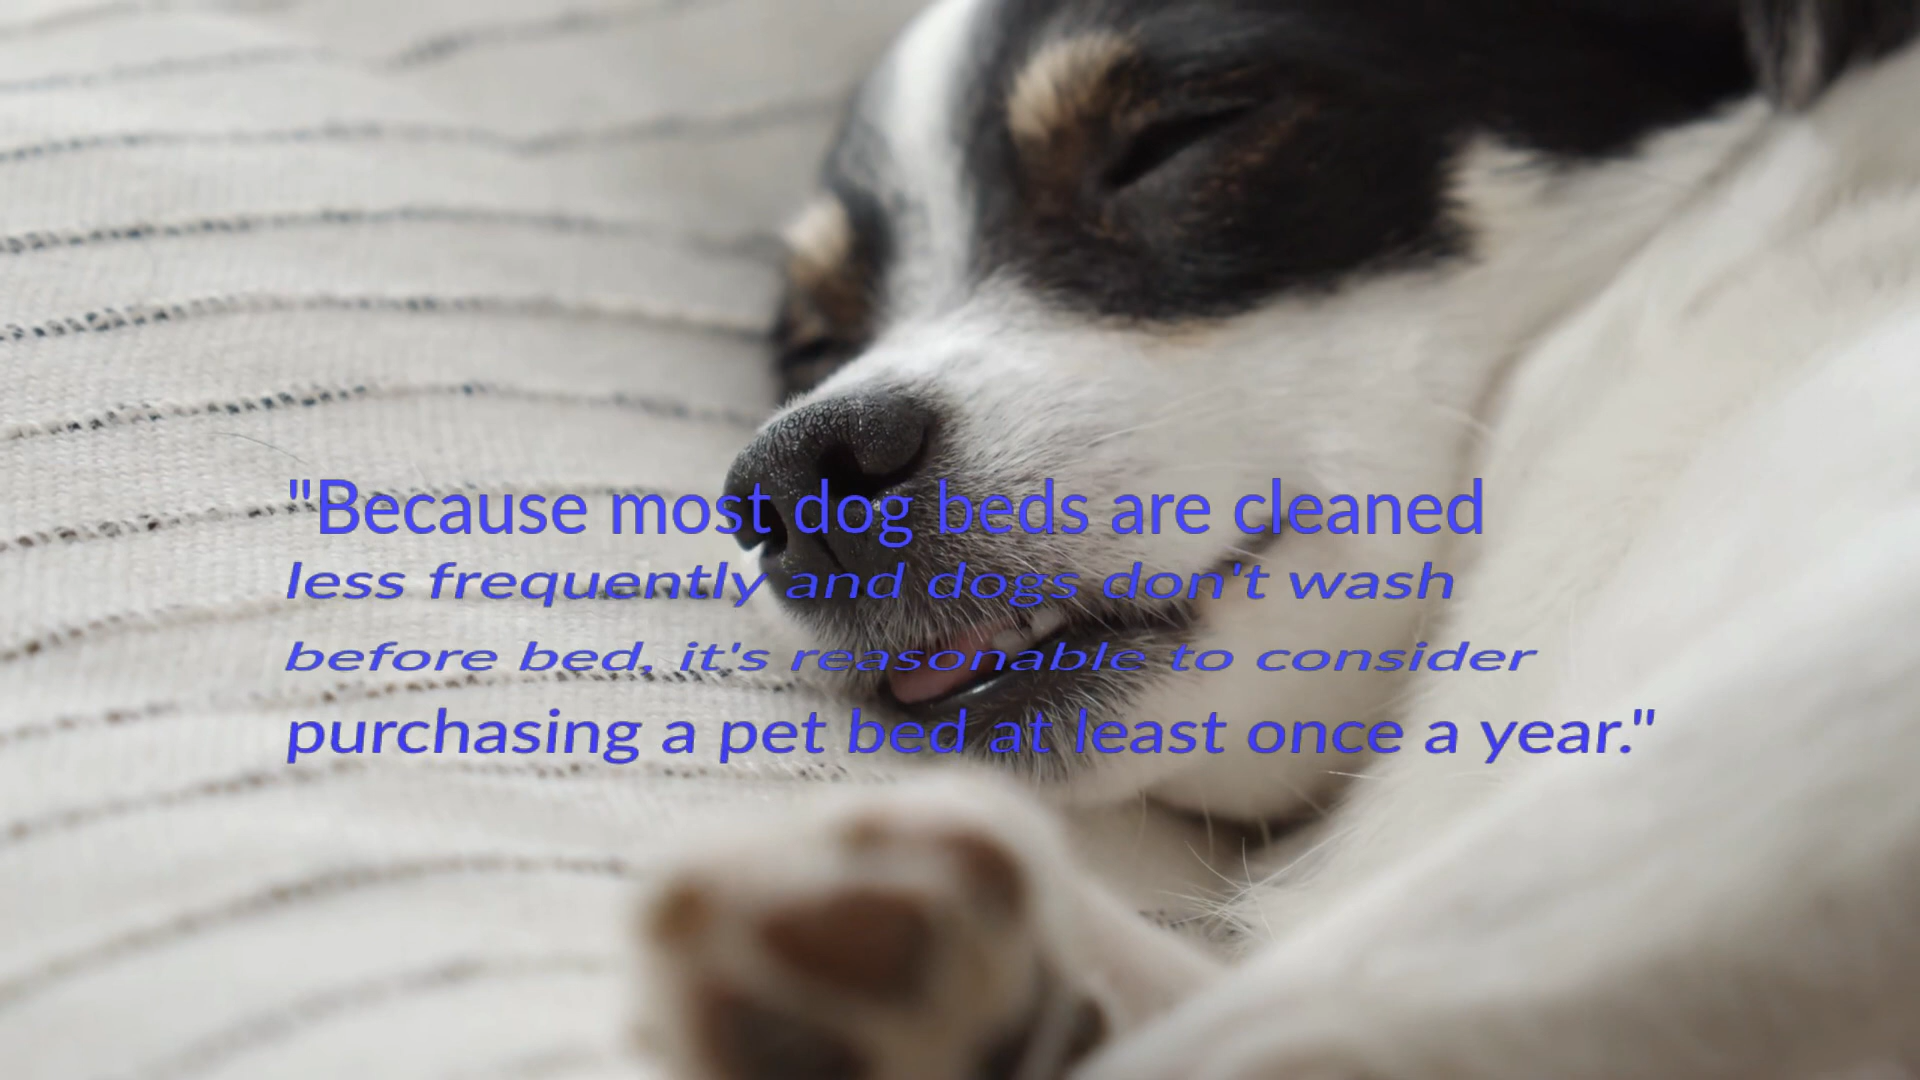 "Because most dog beds are cleaned
less frequently and dogs don't wash
before bed, it's reasonable to consider
purchasing a pet bed at least once a year."